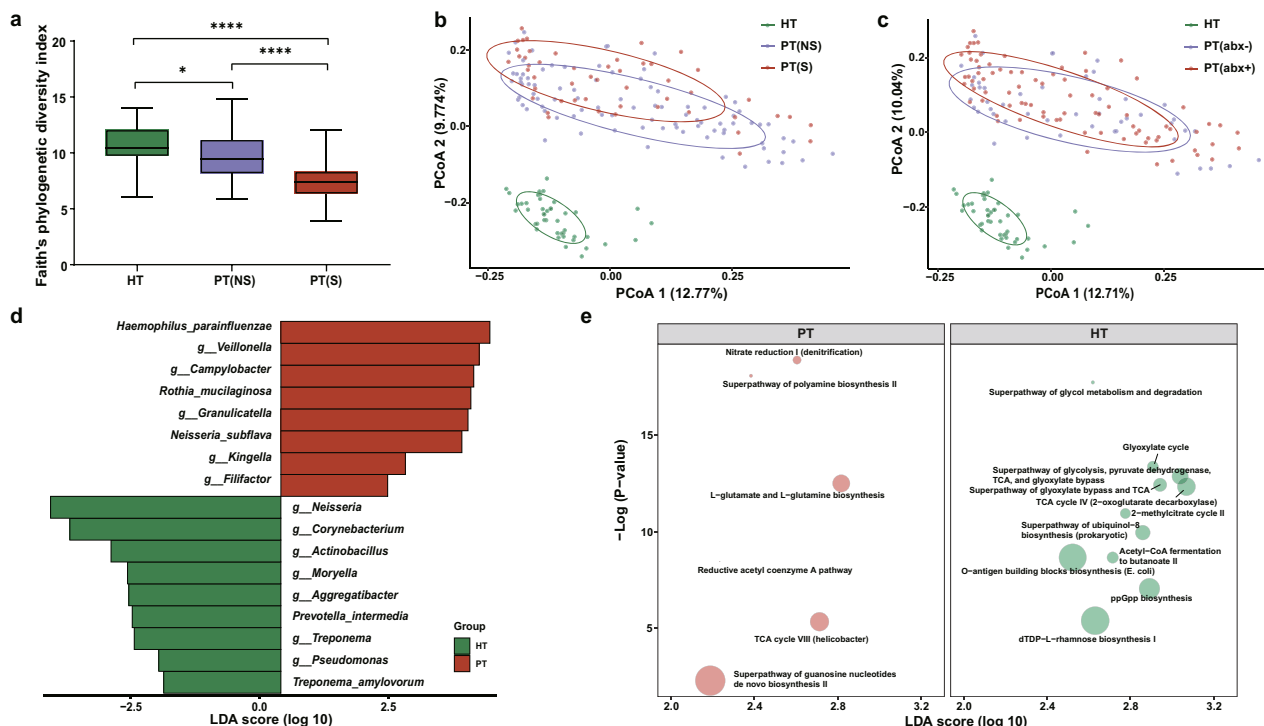 a
****
****
*
Faith's phylogenetic diversity index
20
15
10
5
0
HT
PT(NS)
PT(S)
b
HT
PT(NS)
PT(S)
PCoA 2 (9.774%)
0.2
0.0
−0.2
−0.25
0.00
0.25
PCoA 1 (12.77%)
c
HT
PT(abx-)
PT(abx+)
PCoA 2 (10.04%)
0.2
0.0
−0.2
−0.25
0.00
0.25
PCoA 1 (12.71%)
d
Haemophilus_parainfluenzae
g__Veillonella
g__Campylobacter
Rothia_mucilaginosa
g__Granulicatella
Neisseria_subflava
g__Kingella
g__Filifactor
g__Neisseria
g__Corynebacterium
g__Actinobacillus
g__Moryella
g__Aggregatibacter
Prevotella_intermedia
g__Treponema
g__Pseudomonas
Treponema_amylovorum
Group
HT
PT
−2.5
0.0
2.5
LDA score (log 10)
e
PT
HT
−Log (P−value)
15
10
5
Nitrate reduction I (denitrification)
Superpathway of polyamine biosynthesis II
L−glutamate and L−glutamine biosynthesis
Reductive acetyl coenzyme A pathway
TCA cycle VIII (helicobacter)
Superpathway of guanosine nucleotides
de novo biosynthesis II
Superpathway of glycol metabolism and degradation
Glyoxylate cycle
Superpathway of glycolysis, pyruvate dehydrogenase,
TCA, and glyoxylate bypass
Superpathway of glyoxylate bypass and TCA
TCA cycle IV (2−oxoglutarate decarboxylase)
2−methylcitrate cycle II
Superpathway of ubiquinol−8
biosynthesis (prokaryotic)
Acetyl−CoA fermentation
to butanoate II
O−antigen building blocks biosynthesis (E. coli)
ppGpp biosynthesis
dTDP−L−rhamnose biosynthesis I
2.0
2.4
2.8
3.2
2.0
2.4
2.8
3.2
LDA score (log 10)